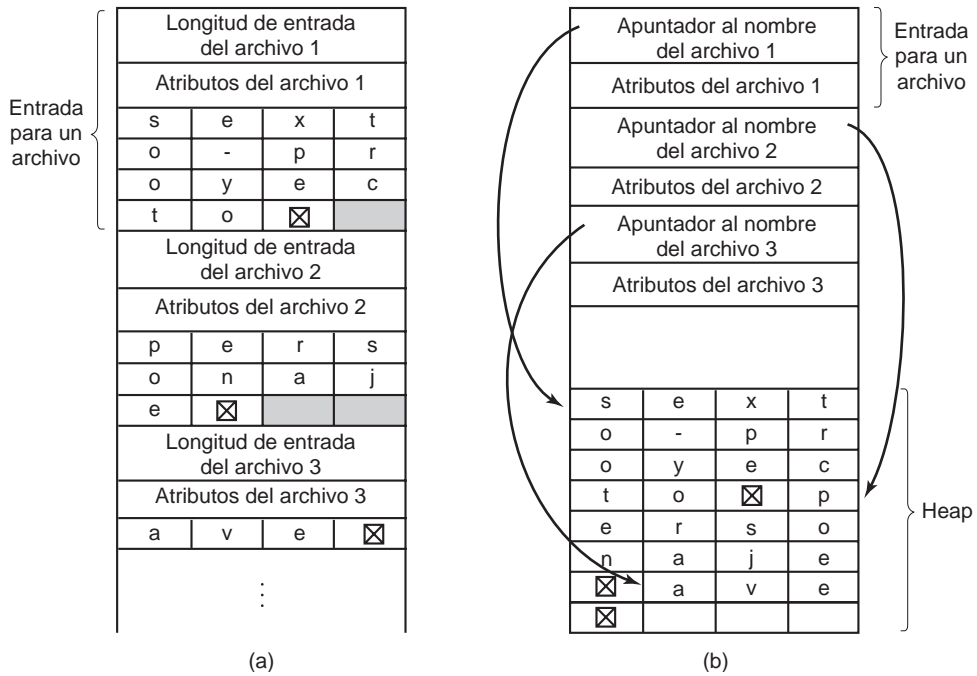 Longitud de entrada
del archivo 1
Atributos del archivo 1
Entrada
para un
archivo
s e x t
o - p r
o y e c
t o ☒
Longitud de entrada
del archivo 2
Atributos del archivo 2
p e r s
o n a j
e ☒
Longitud de entrada
del archivo 3
Atributos del archivo 3
a v e ☒
⋮
(a)
Apuntador al nombre
del archivo 1
Atributos del archivo 1
Entrada
para un
archivo
Apuntador al nombre
del archivo 2
Atributos del archivo 2
Apuntador al nombre
del archivo 3
Atributos del archivo 3
s e x t
o - p r
o y e c
t o ☒ p
e r s o
n a j e
☒ a v e
☒
Heap
(b)